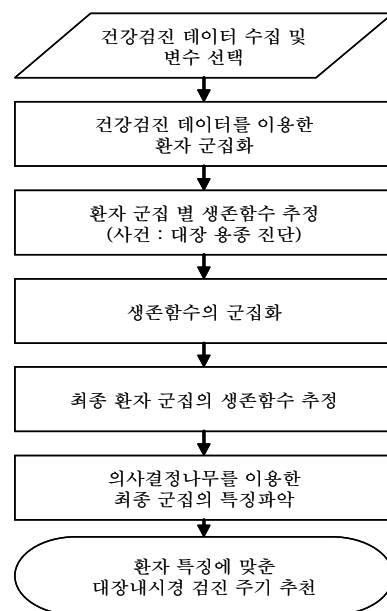 건강검진 데이터 수집 및
변수 선택
건강검진 데이터를 이용한
환자 군집화
환자 군집 별 생존함수 추정
(사건 : 대장 용종 진단)
생존함수의 군집화
최종 환자 군집의 생존함수 추정
의사결정나무를 이용한
최종 군집의 특징파악
환자 특징에 맞춘
대장내시경 검진 주기 추천